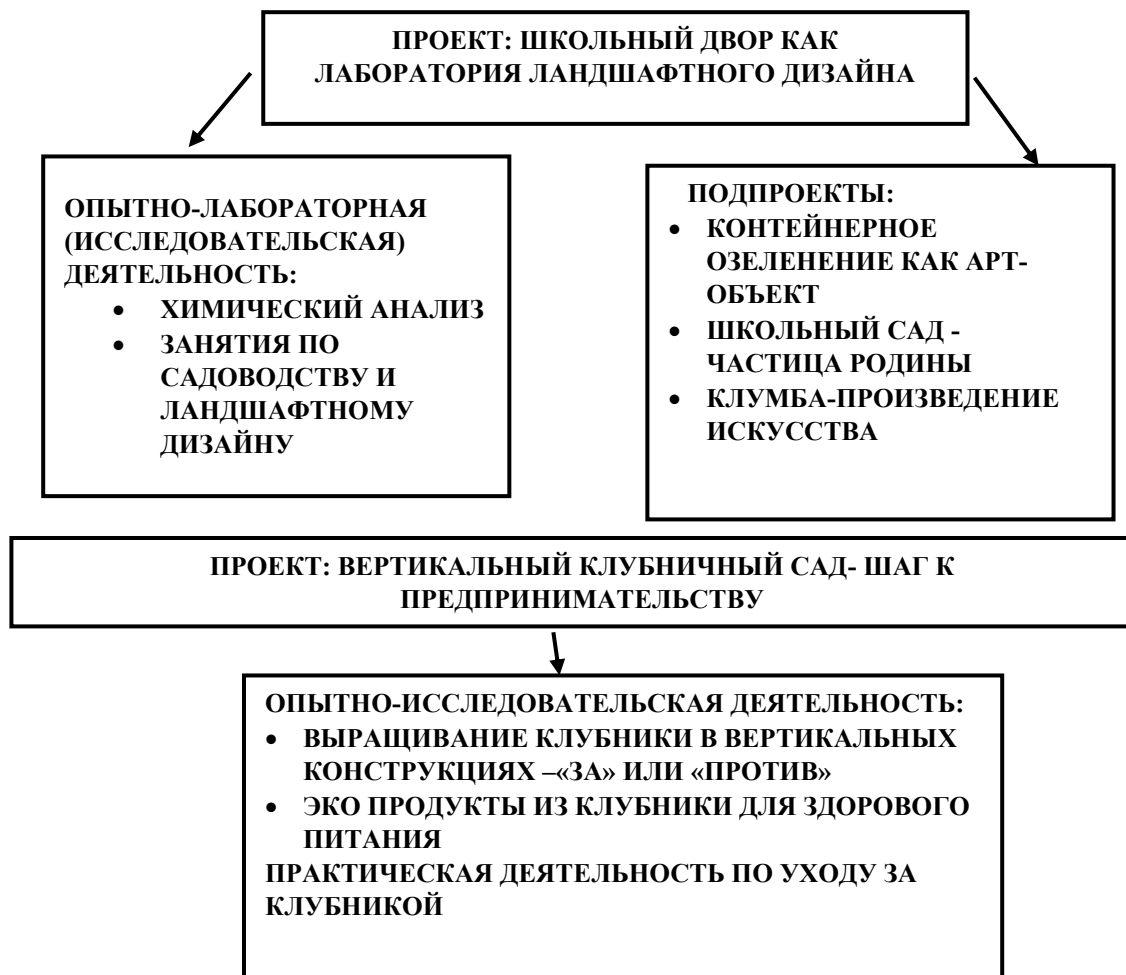 ПРОЕКТ: ШКОЛЬНЫЙ ДВОР КАК
ЛАБОРАТОРИЯ ЛАНДШАФТНОГО ДИЗАЙНА
ОПЫТНО-ЛАБОРАТОРНАЯ
(ИССЛЕДОВАТЕЛЬСКАЯ)
ДЕЯТЕЛЬНОСТЬ:
• ХИМИЧЕСКИЙ АНАЛИЗ
• ЗАНЯТИЯ ПО
САДОВОДСТВУ И
ЛАНДШАФТНОМУ
ДИЗАЙНУ
ПОДПРОЕКТЫ:
• КОНТЕЙНЕРНОЕ
ОЗЕЛЕНЕНИЕ КАК АРТ-
ОБЪЕКТ
• ШКОЛЬНЫЙ САД -
ЧАСТИЦА РОДИНЫ
• КЛУМБА-ПРОИЗВЕДЕНИЕ
ИСКУССТВА
ПРОЕКТ: ВЕРТИКАЛЬНЫЙ КЛУБНИЧНЫЙ САД- ШАГ К
ПРЕДПРИНИМАТЕЛЬСТВУ
ОПЫТНО-ИССЛЕДОВАТЕЛЬСКАЯ ДЕЯТЕЛЬНОСТЬ:
• ВЫРАЩИВАНИЕ КЛУБНИКИ В ВЕРТИКАЛЬНЫХ
КОНСТРУКЦИЯХ –«ЗА» ИЛИ «ПРОТИВ»
• ЭКО ПРОДУКТЫ ИЗ КЛУБНИКИ ДЛЯ ЗДОРОВОГО
ПИТАНИЯ
ПРАКТИЧЕСКАЯ ДЕЯТЕЛЬНОСТЬ ПО УХОДУ ЗА
КЛУБНИКОЙ